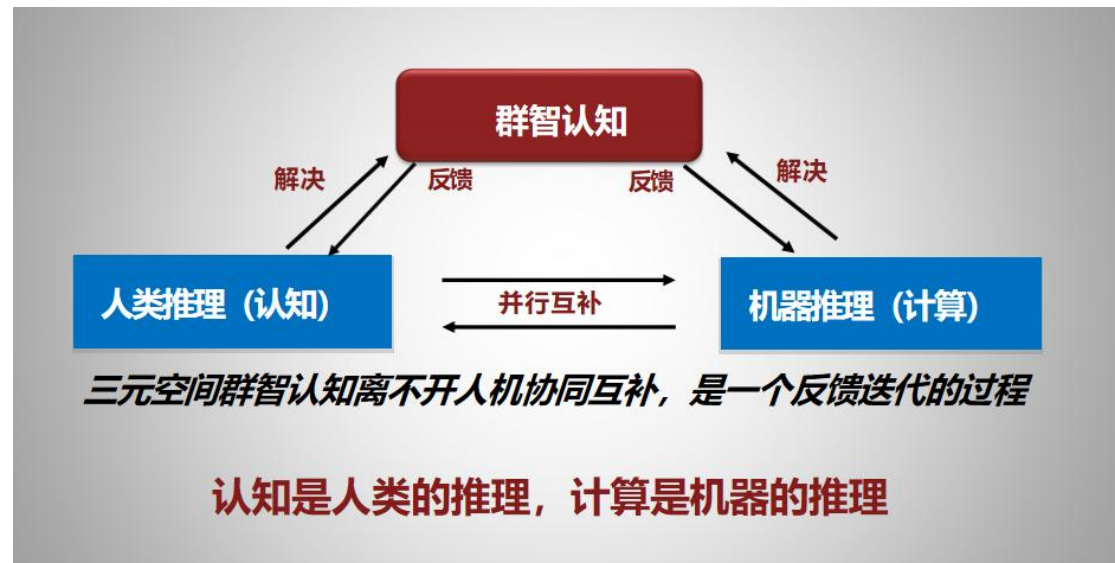 群智认知
解决
反馈
反馈
解决
人类推理（认知）
并行互补
机器推理（计算）
三元空间群智认知离不开人机协同互补，是一个反馈迭代的过程
认知是人类的推理，计算是机器的推理